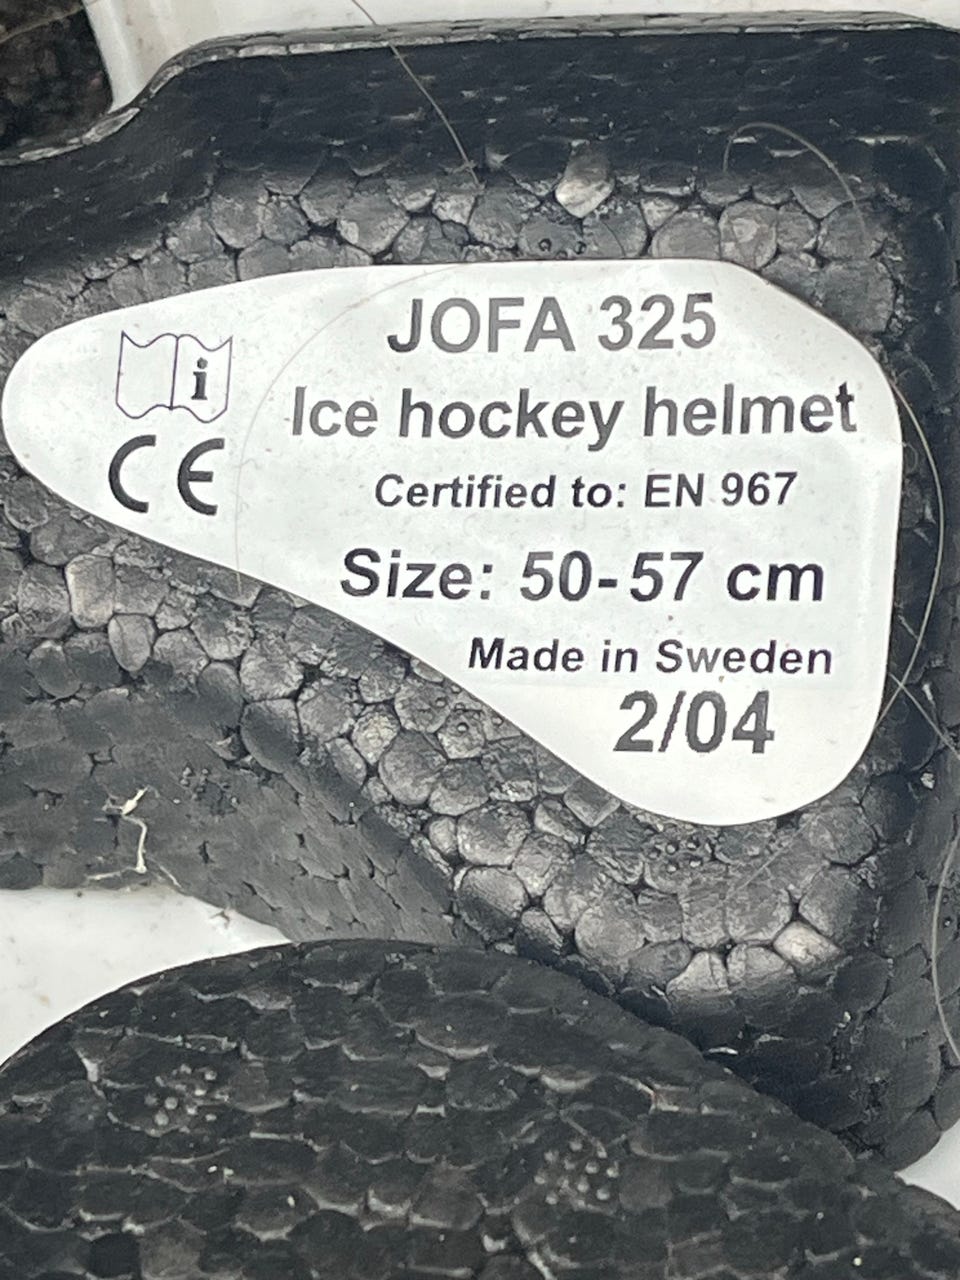 JOFA 325
i
Ice hockey helmet
CE
Certified to: EN 967
Size: 50-57 cm
Made in Sweden
2/04